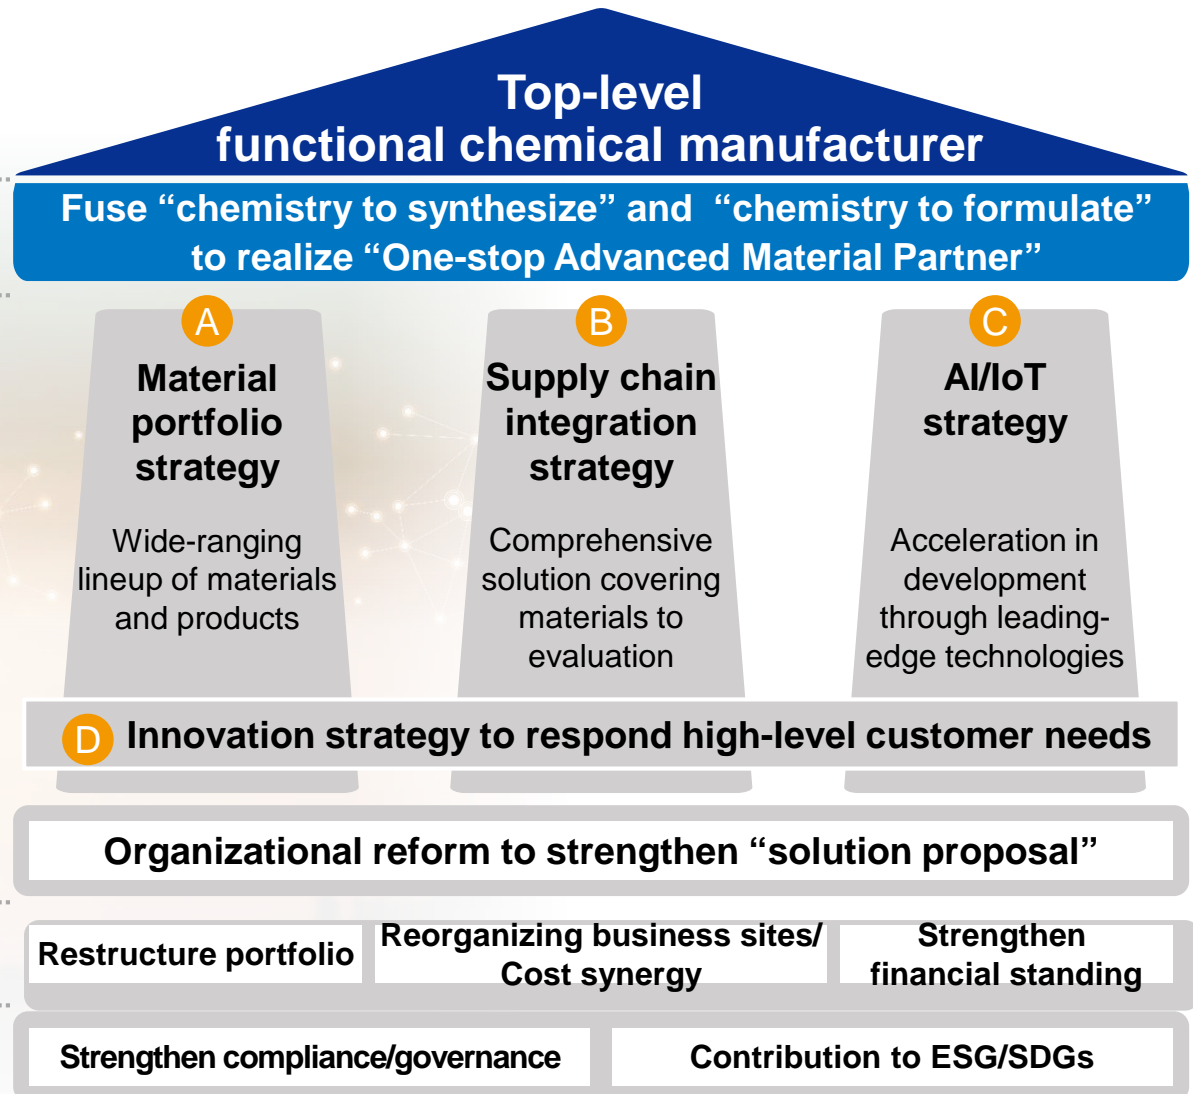 Top-level
functional chemical manufacturer
Fuse “chemistry to synthesize” and “chemistry to formulate”
to realize “One-stop Advanced Material Partner”
A
Material
portfolio
strategy
Wide-ranging
lineup of materials
and products
B
Supply chain
integration
strategy
Comprehensive
solution covering
materials to
evaluation
C
AI/IoT
strategy
Acceleration in
development
through leading-
edge technologies
D Innovation strategy to respond high-level customer needs
Organizational reform to strengthen “solution proposal”
Restructure portfolio
Reorganizing business sites/
Cost synergy
Strengthen
financial standing
Strengthen compliance/governance
Contribution to ESG/SDGs